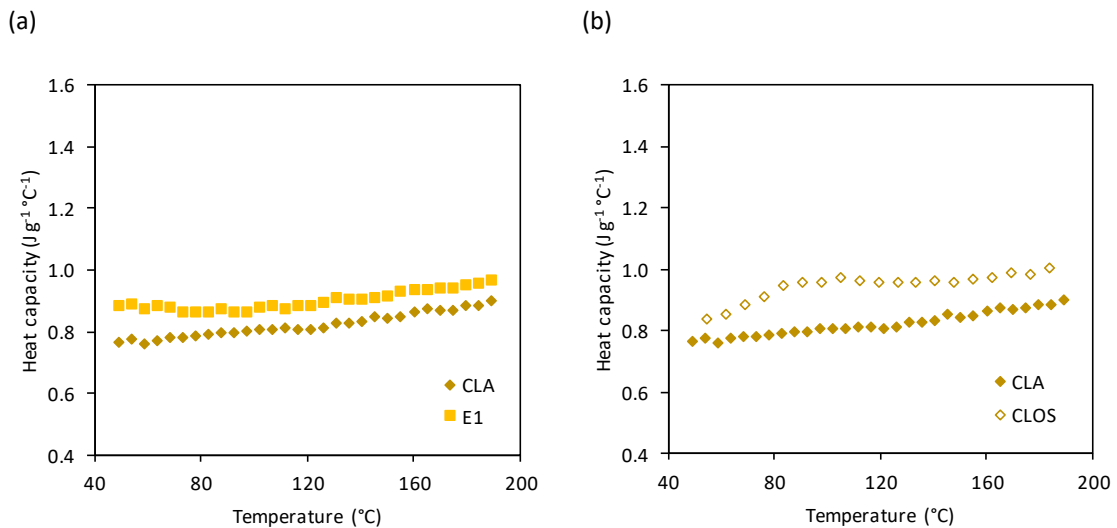 (a)
1.6
1.4
1.2
1.0
0.8
0.6
0.4
Heat capacity (J g⁻¹ °C⁻¹)
CLA
E1
40
80
120
160
200
Temperature (°C)
(b)
1.6
1.4
1.2
1.0
0.8
0.6
0.4
Heat capacity (J g⁻¹ °C⁻¹)
CLA
CLOS
40
80
120
160
200
Temperature (°C)